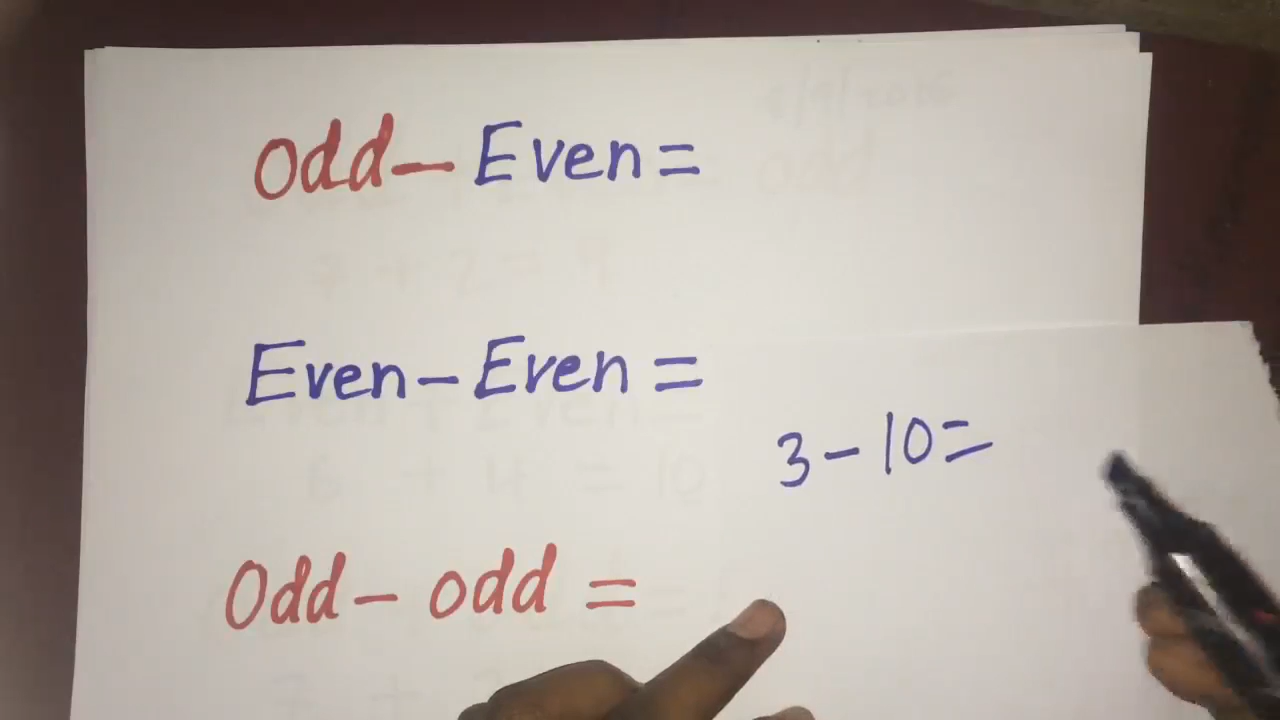 Odd - Even =
Even - Even =
3 - 10 =
Odd - odd =